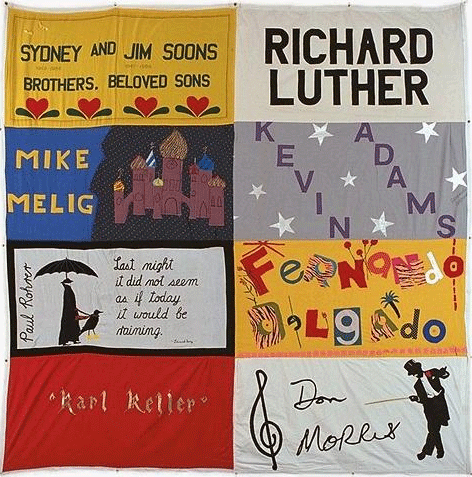 SYDNEY AND JIM SOONS
BROTHERS. BELOVED SONS
RICHARD
LUTHER
MIKE
MELIG
KEVIN
ADAMS
Paul Rohrer
Last night
it did not seem
as if today
it would be
raining.
Fernando
Delgado
"Karl Keller"
Don
MORRIS